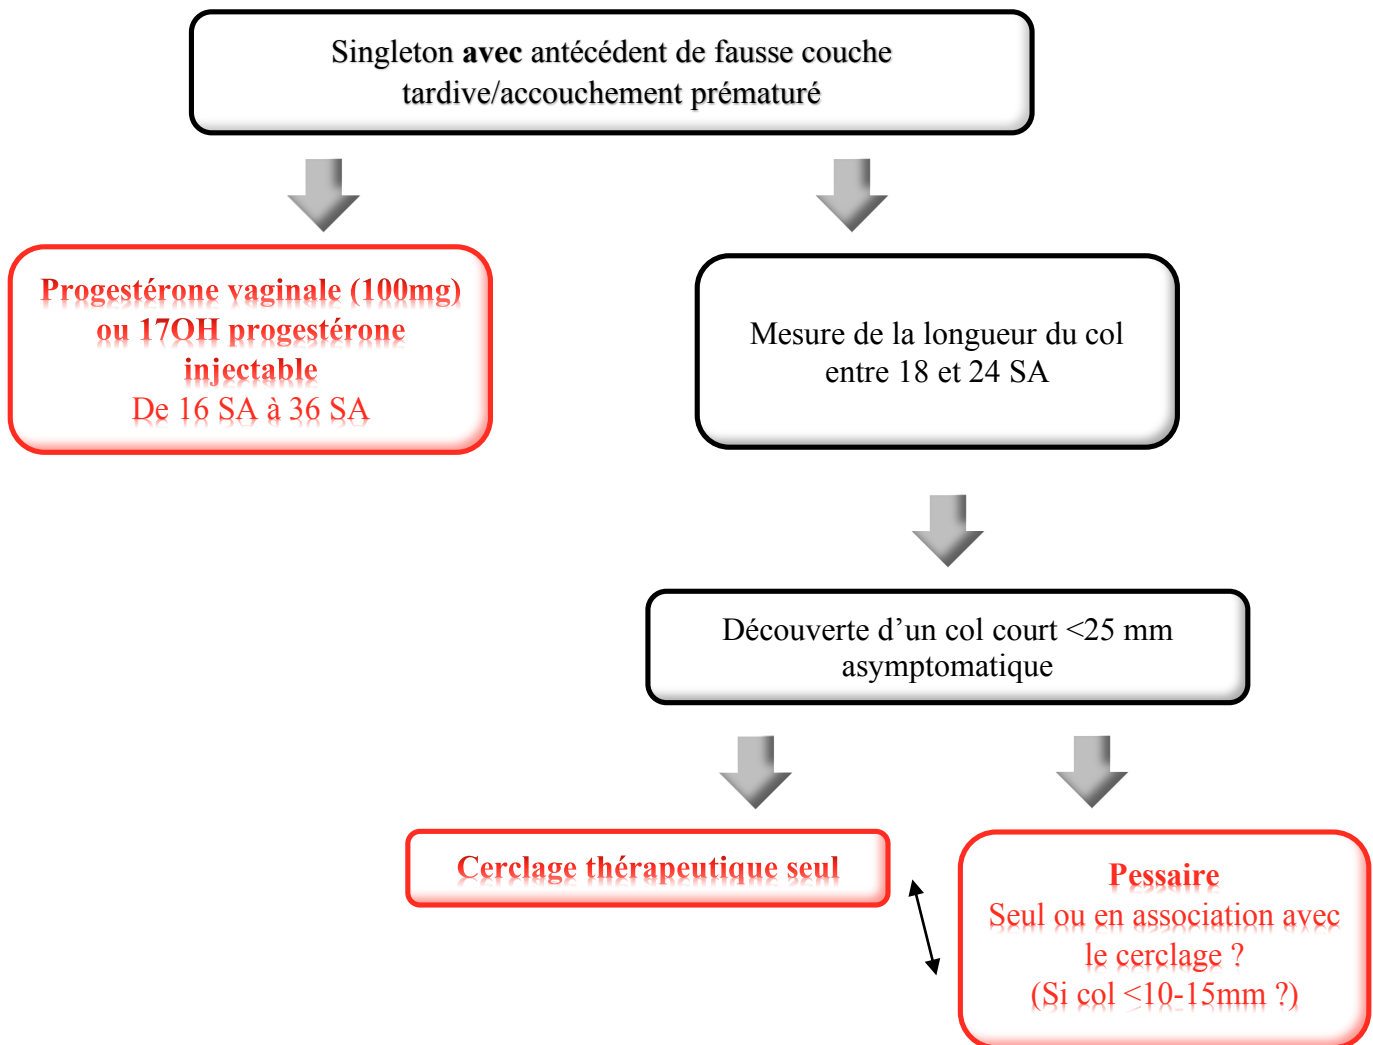 Singleton avec antécédent de fausse couche
tardive/accouchement prématuré
Progestérone vaginale (100mg)
ou 17OH progestérone
injectable
De 16 SA à 36 SA
Mesure de la longueur du col
entre 18 et 24 SA
Découverte d’un col court <25 mm
asymptomatique
Cerclage thérapeutique seul
Pessaire
Seul ou en association avec
le cerclage ?
(Si col <10-15mm ?)